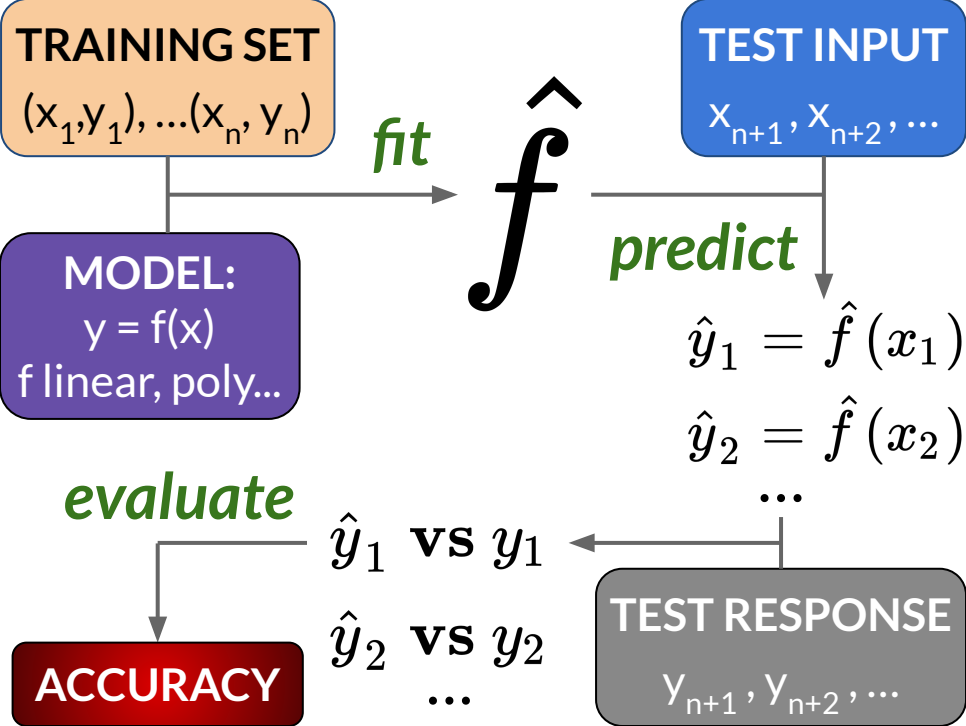 TRAINING SET
(x₁,y₁), ...(xₙ, yₙ)
fit
f̂
TEST INPUT
xₙ₊₁ , xₙ₊₂ , ...
MODEL:
y = f(x)
f linear, poly...
predict
ŷ₁ = f̂ (x₁)
ŷ₂ = f̂ (x₂)
...
evaluate
ŷ₁ vs y₁
ŷ₂ vs y₂
...
TEST RESPONSE
yₙ₊₁ , yₙ₊₂ , ...
ACCURACY